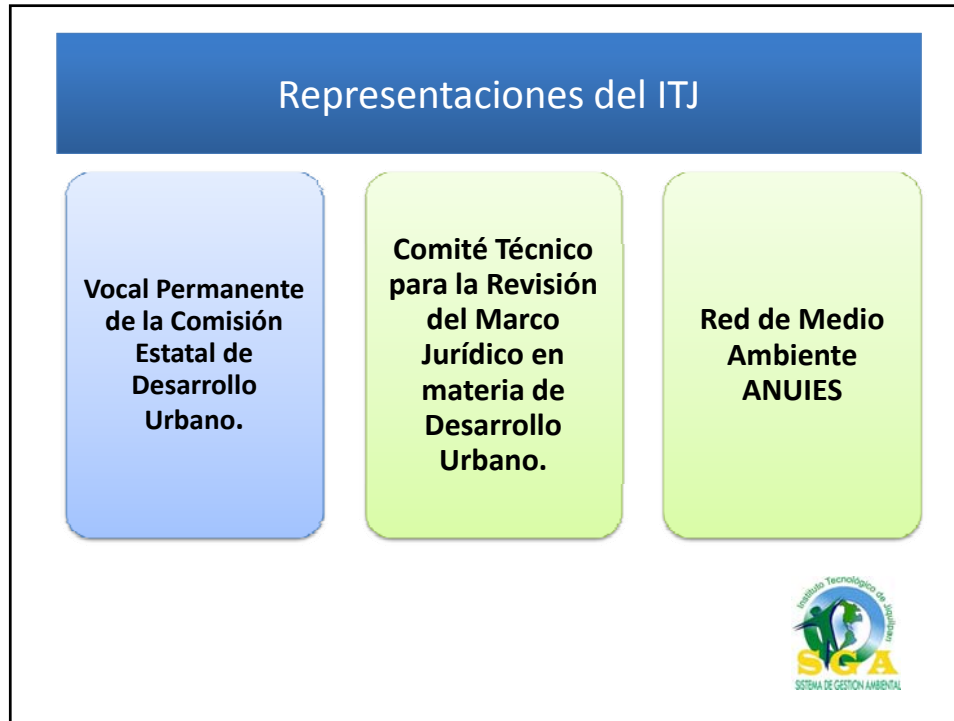 Representaciones del ITJ
Vocal Permanente
de la Comisión
Estatal de
Desarrollo
Urbano.
Comité Técnico
para la Revisión
del Marco
Jurídico en
materia de
Desarrollo
Urbano.
Red de Medio
Ambiente
ANUIES
Instituto Tecnológico de Jiquilpan
SGA
SISTEMA DE GESTION AMBIENTAL